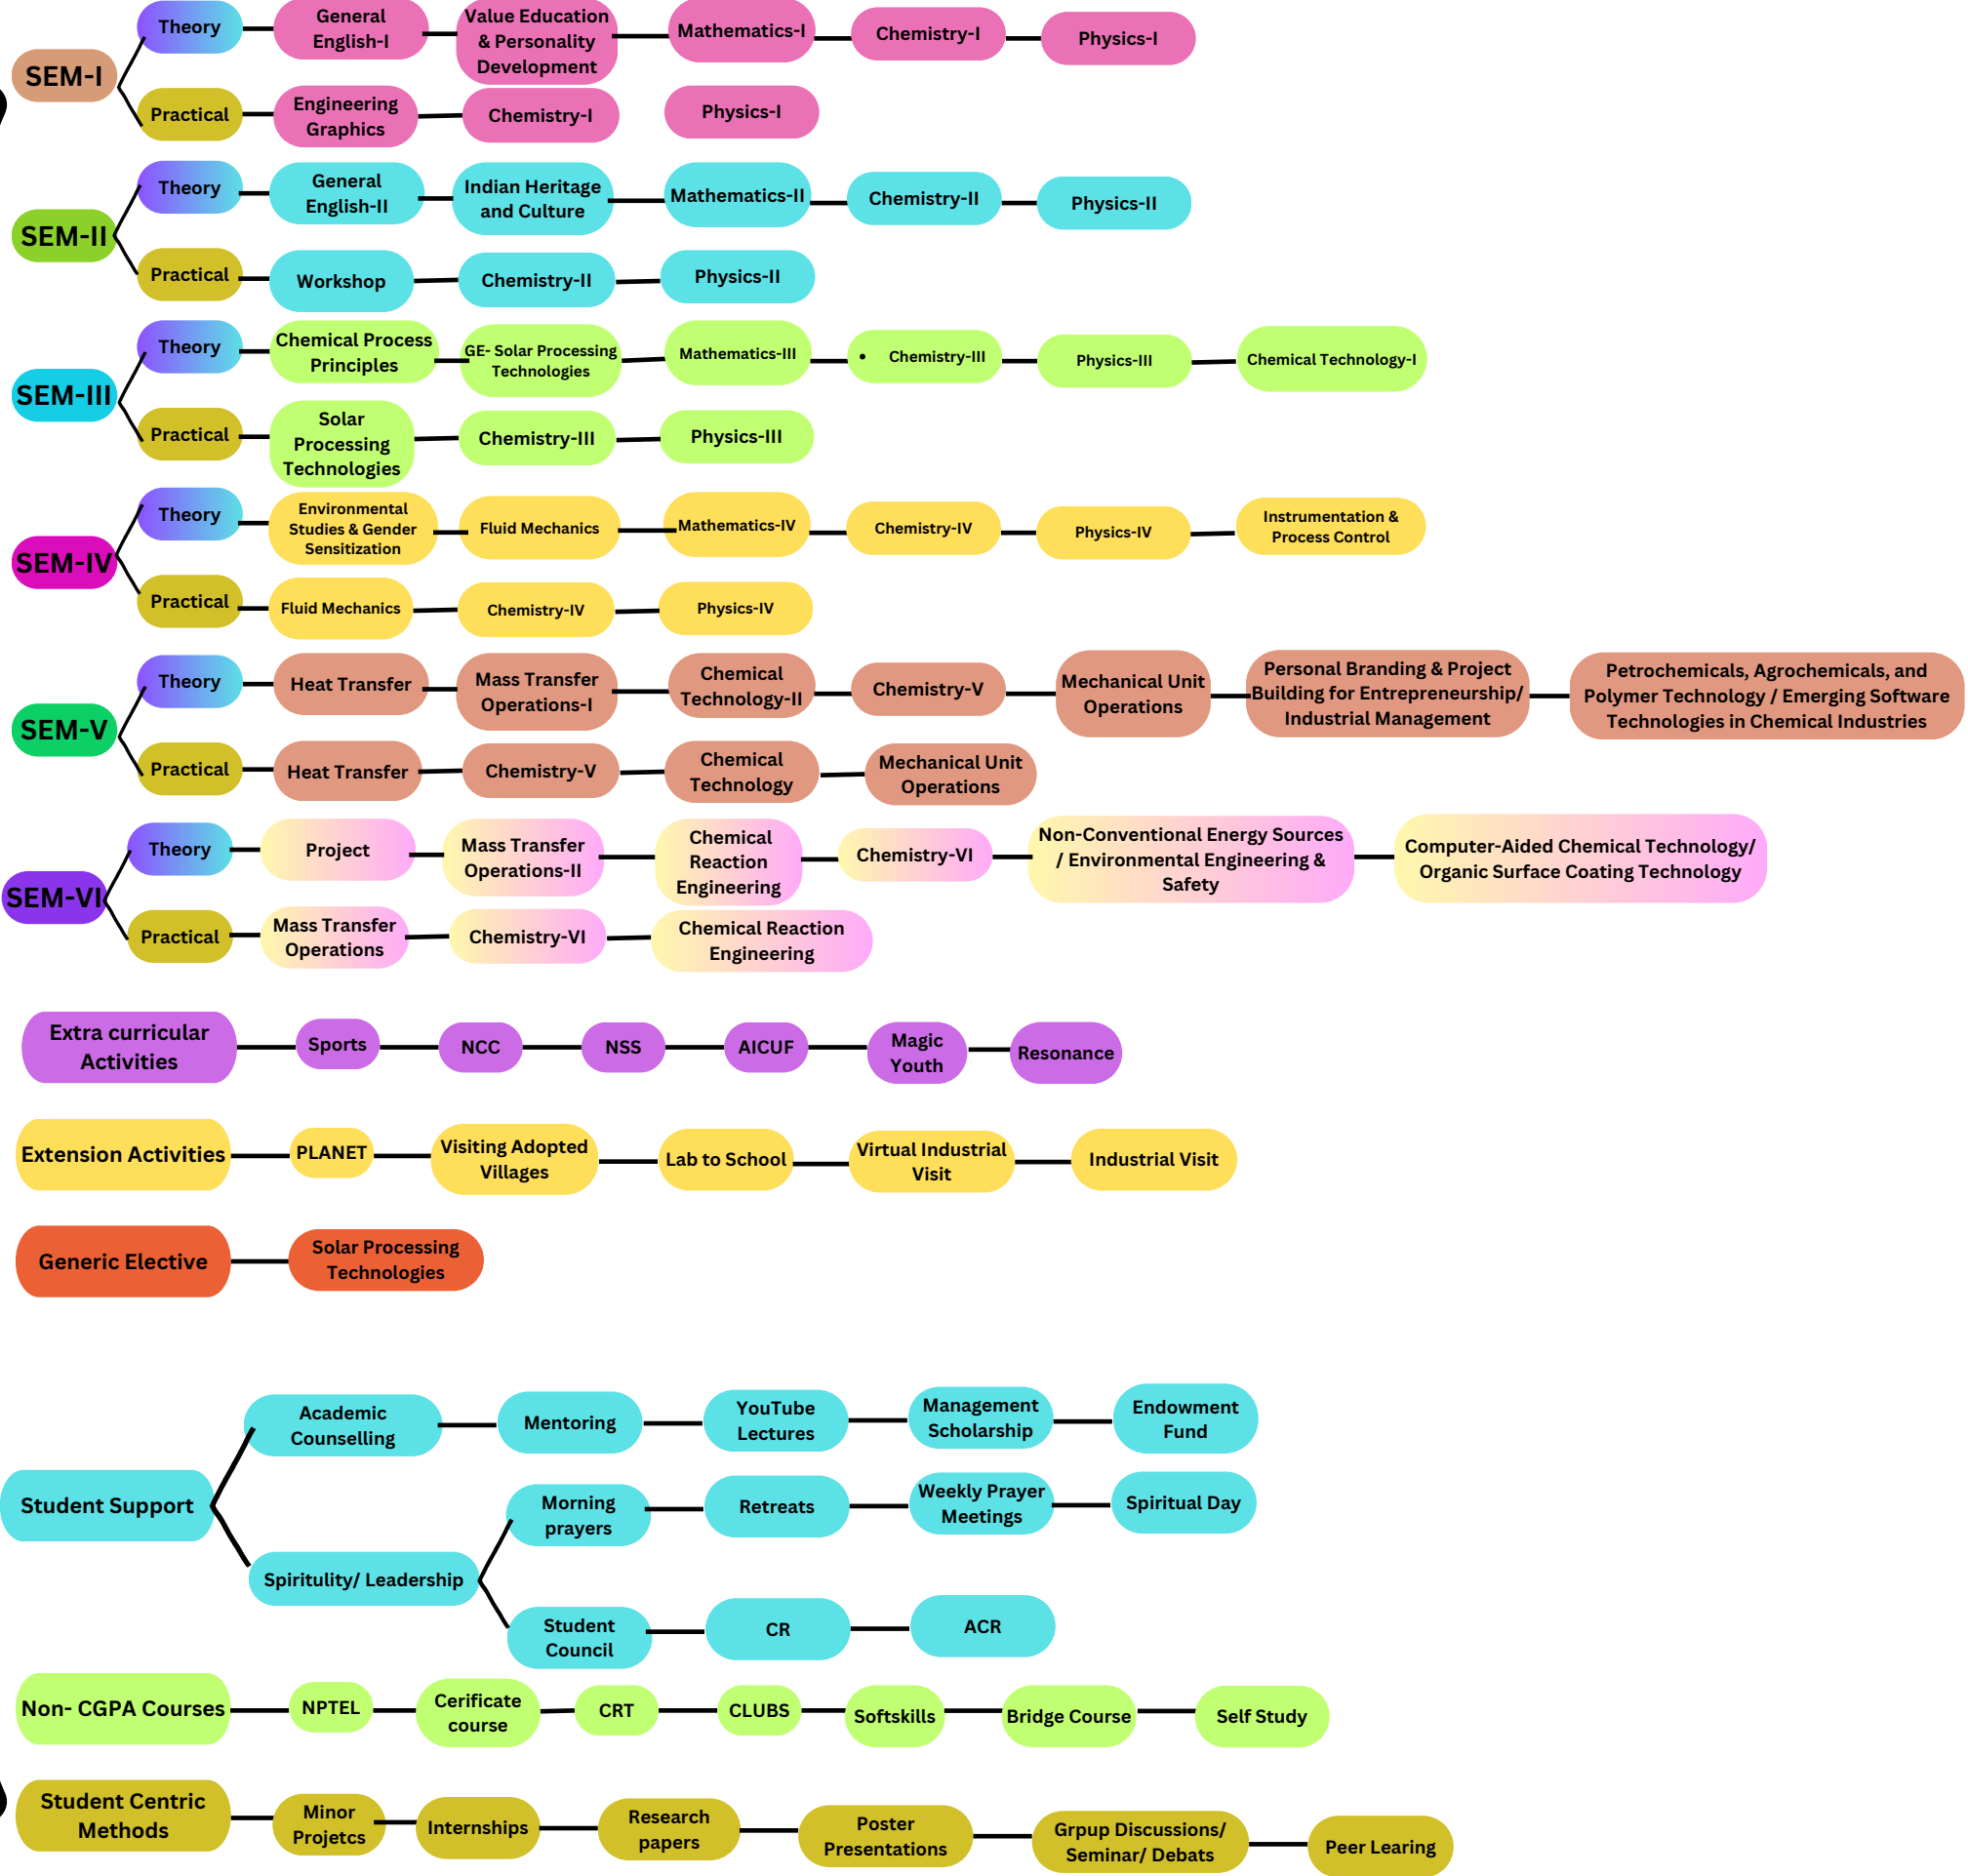 SEM-I
Theory
General
English-I
Value Education
& Personality
Development
Mathematics-I
Chemistry-I
Physics-I
Practical
Engineering
Graphics
Chemistry-I
Physics-I
SEM-II
Theory
General
English-II
Indian Heritage
and Culture
Mathematics-II
Chemistry-II
Physics-II
Practical
Workshop
Chemistry-II
Physics-II
SEM-III
Theory
Chemical Process
Principles
GE- Solar Processing
Technologies
Mathematics-III
• Chemistry-III
Physics-III
Chemical Technology-I
Practical
Solar
Processing
Technologies
Chemistry-III
Physics-III
SEM-IV
Theory
Environmental
Studies & Gender
Sensitization
Fluid Mechanics
Mathematics-IV
Chemistry-IV
Physics-IV
Instrumentation &
Process Control
Practical
Fluid Mechanics
Chemistry-IV
Physics-IV
SEM-V
Theory
Heat Transfer
Mass Transfer
Operations-I
Chemical
Technology-II
Chemistry-V
Mechanical Unit
Operations
Personal Branding & Project
Building for Entrepreneurship/
Industrial Management
Petrochemicals, Agrochemicals, and
Polymer Technology / Emerging Software
Technologies in Chemical Industries
Practical
Heat Transfer
Chemistry-V
Chemical
Technology
Mechanical Unit
Operations
SEM-VI
Theory
Project
Mass Transfer
Operations-II
Chemical
Reaction
Engineering
Chemistry-VI
Non-Conventional Energy Sources
/ Environmental Engineering &
Safety
Computer-Aided Chemical Technology/
Organic Surface Coating Technology
Practical
Mass Transfer
Operations
Chemistry-VI
Chemical Reaction
Engineering
Extra curricular
Activities
Sports
NCC
NSS
AICUF
Magic
Youth
Resonance
Extension Activities
PLANET
Visiting Adopted
Villages
Lab to School
Virtual Industrial
Visit
Industrial Visit
Generic Elective
Solar Processing
Technologies
Student Support
Academic
Counselling
Mentoring
YouTube
Lectures
Management
Scholarship
Endowment
Fund
Spiritulity/ Leadership
Morning
prayers
Retreats
Weekly Prayer
Meetings
Spiritual Day
Student
Council
CR
ACR
Non- CGPA Courses
NPTEL
Cerificate
course
CRT
CLUBS
Softskills
Bridge Course
Self Study
Student Centric
Methods
Minor
Projetcs
Internships
Research
papers
Poster
Presentations
Grpup Discussions/
Seminar/ Debats
Peer Learing